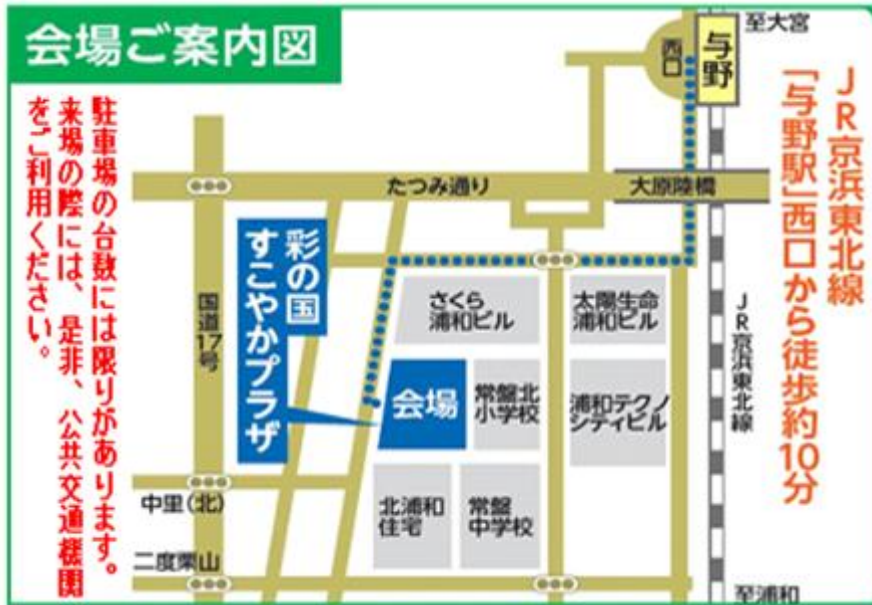 会場ご案内図
至大宮
与野
西口
JR京浜東北線
「与野駅」西口から徒歩約10分
駐車場の台数には限りがあります。
来場の際には、是非、公共交通機関
をご利用ください。
たつみ通り
大原陸橋
彩の国
すこやかプラザ
国道17号
さくら
浦和ビル
太陽生命
浦和ビル
JR京浜東北線
会場
常盤北
小学校
浦和テクノ
シティビル
中里(北)
北浦和
住宅
常盤
中学校
二度栗山
至浦和